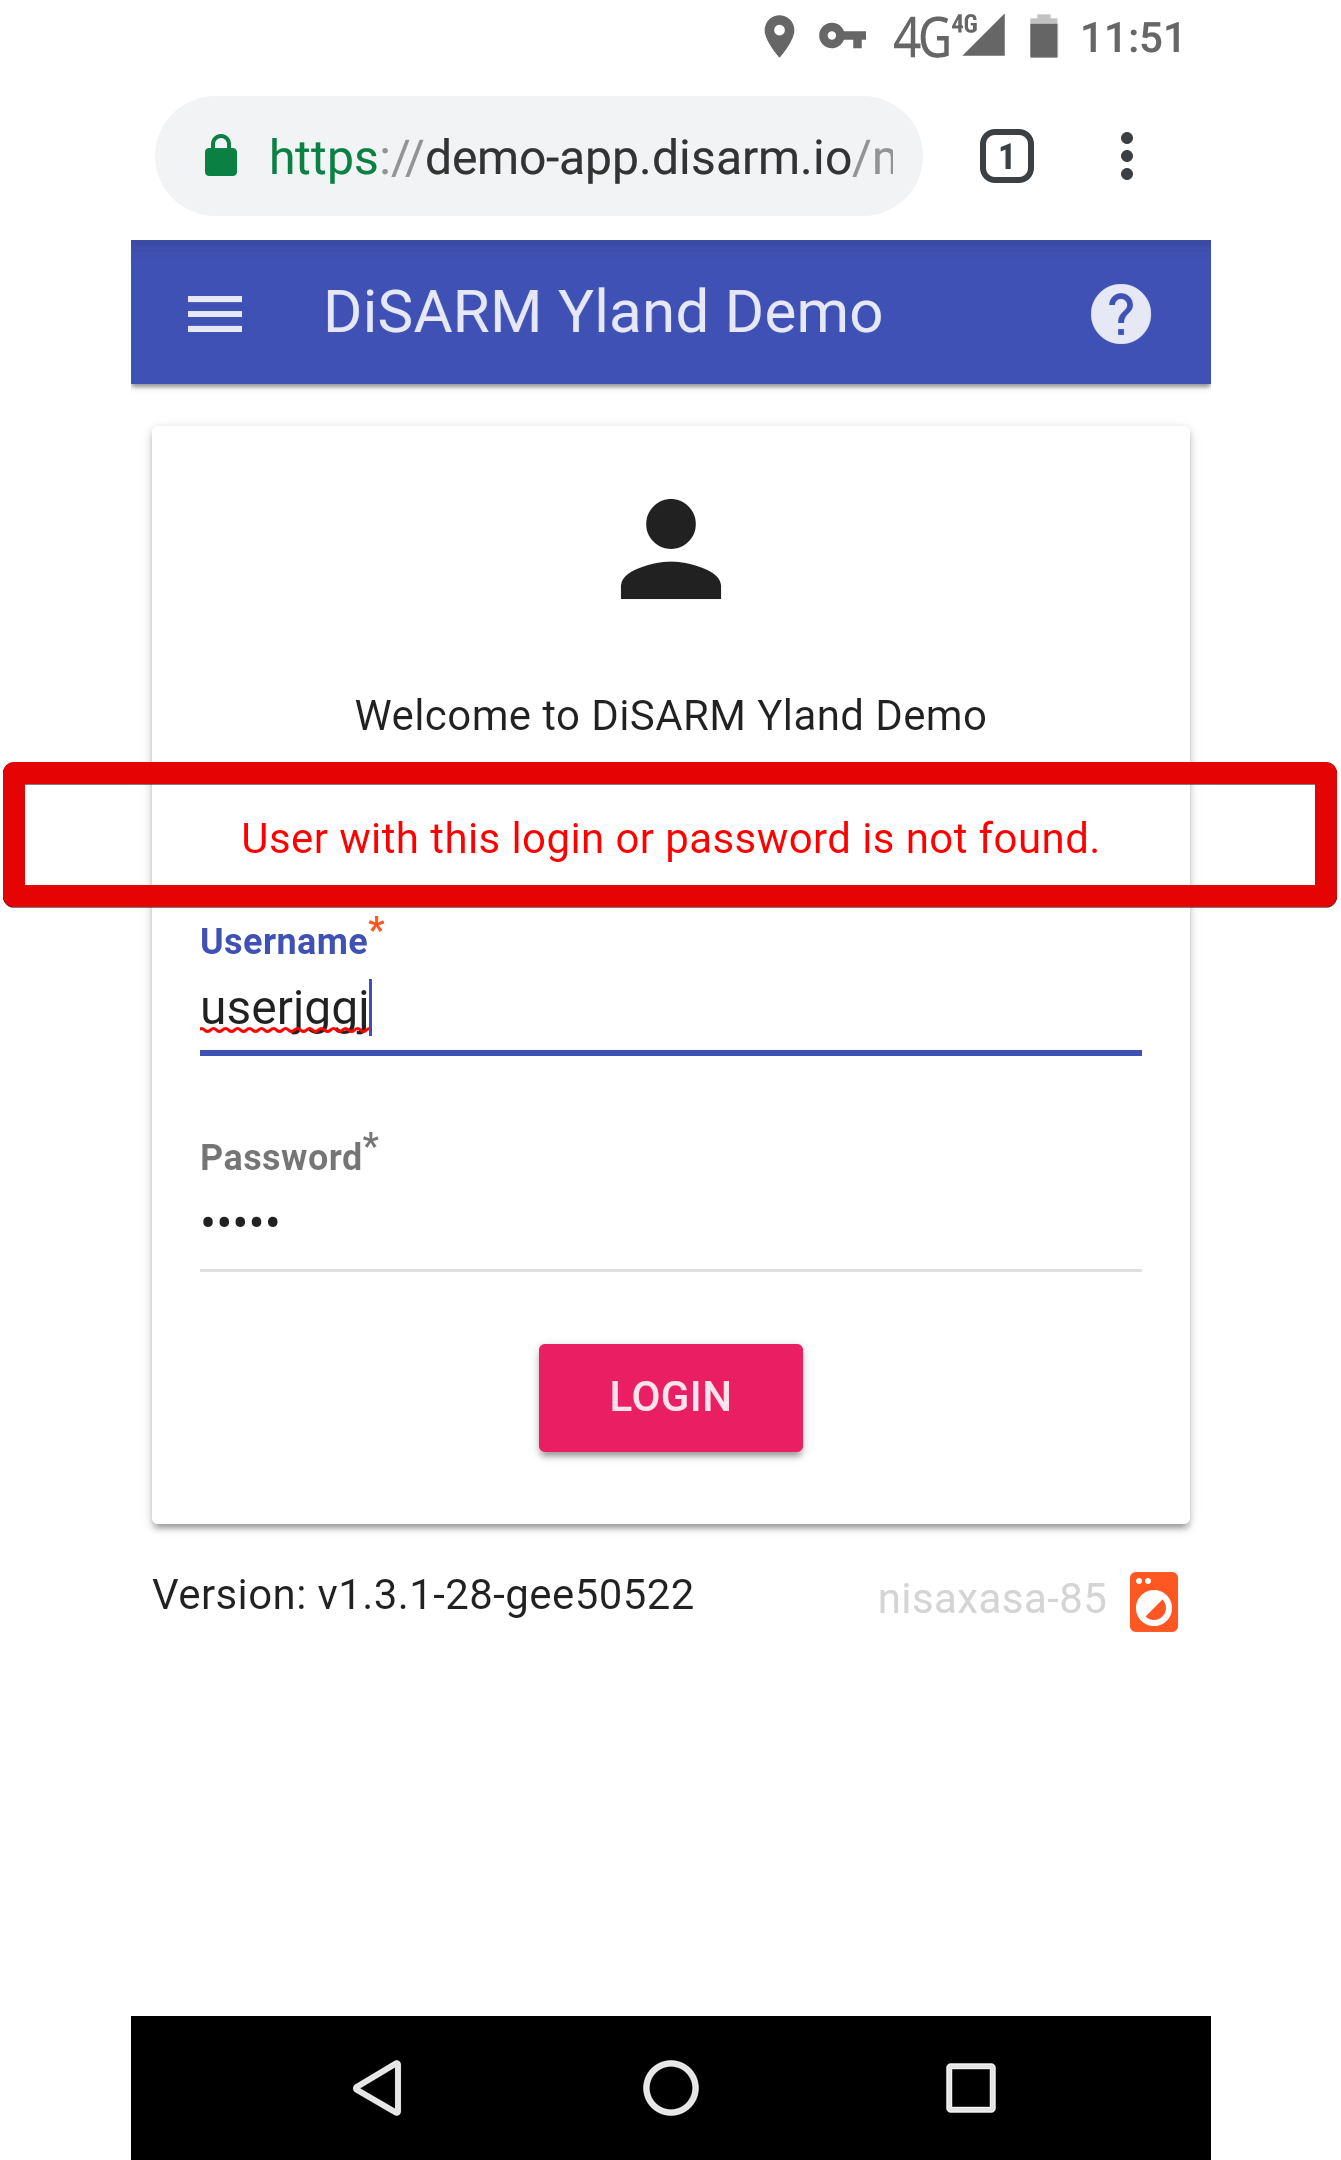 4G 4G 11:51
https://demo-app.disarm.io/
1
DiSARM Yland Demo
?
Welcome to DiSARM Yland Demo
User with this login or password is not found.
Username*
userjggj
Password*
•••••
LOGIN
Version: v1.3.1-28-gee50522
nisaxasa-85